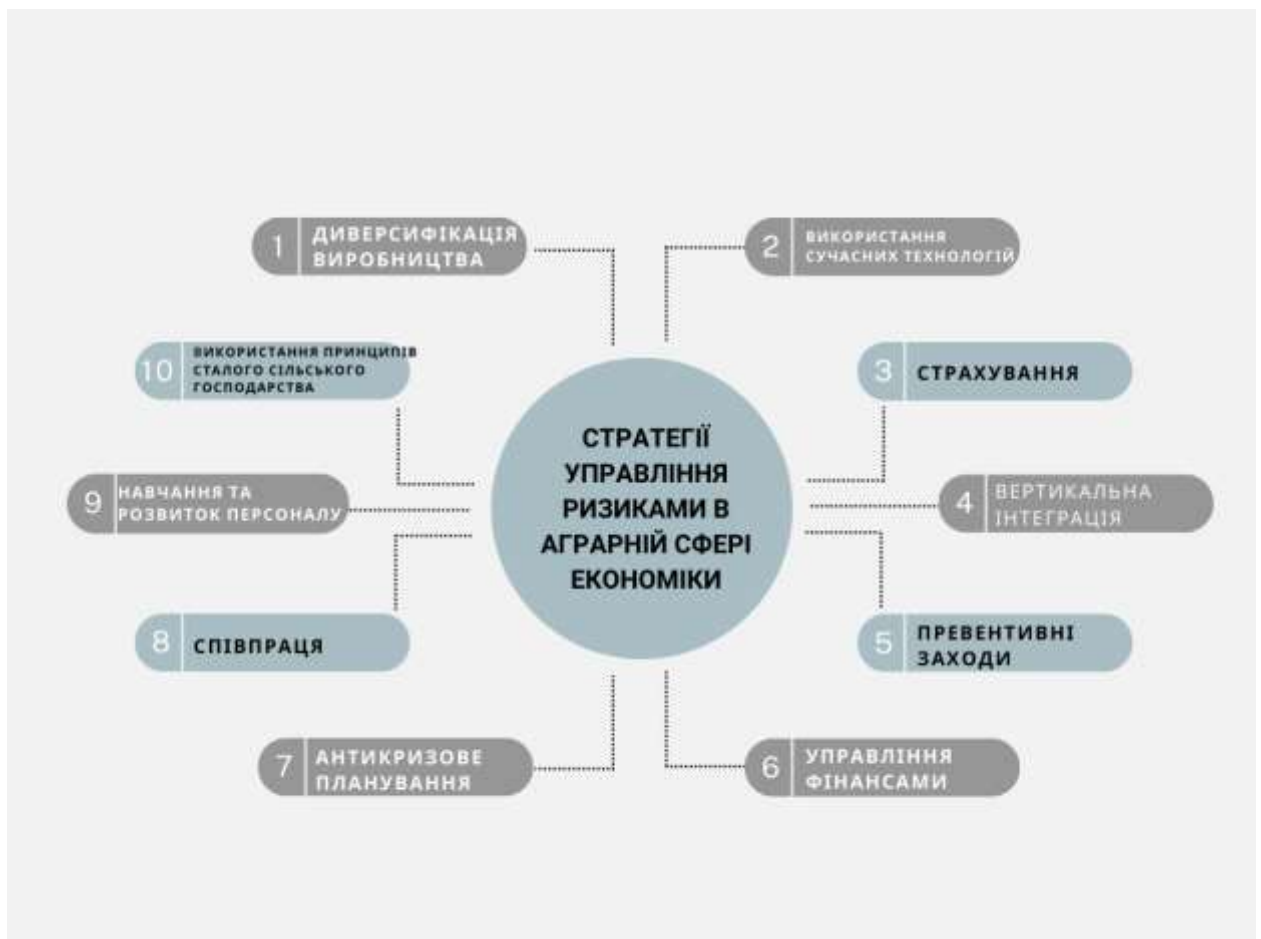 1
ДИВЕРСИФІКАЦІЯ
ВИРОБНИЦТВА
2
ВИКОРИСТАННЯ
СУЧАСНИХ ТЕХНОЛОГІЙ
3
СТРАХУВАННЯ
4
ВЕРТИКАЛЬНА
ІНТЕГРАЦІЯ
5
ПРЕВЕНТИВНІ
ЗАХОДИ
6
УПРАВЛІННЯ
ФІНАНСАМИ
7
АНТИКРИЗОВЕ
ПЛАНУВАННЯ
8
СПІВПРАЦЯ
9
НАВЧАННЯ ТА
РОЗВИТОК ПЕРСОНАЛУ
10
ВИКОРИСТАННЯ ПРИНЦИПІВ
СТАЛОГО СІЛЬСЬКОГО
ГОСПОДАРСТВА
СТРАТЕГІЇ
УПРАВЛІННЯ
РИЗИКАМИ В
АГРАРНІЙ СФЕРІ
ЕКОНОМІКИ